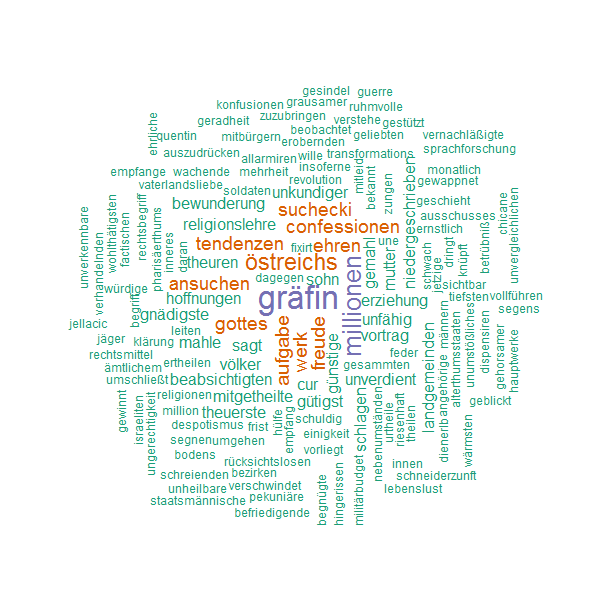 gesindel guerre
konfusionen grausamer ruhmvolle
geradheit zuzubringen verstehe gestützt
ehrliche quentin mitbürgern beobachtet geliebten vernachläßigte
erobernden sprachforschung
auszudrücken allarmiren wille transformations
empfange wachende mehrheit insoferne mitleid bekannt monatlich
vaterlandsliebe revolution zungen gewappnet
soldaten unkundiger niedergeschrieben
bewunderung suchecki geschieht
wohlthätigsten rechtsbegriff ausschusses chicane
unverkennbare factischen pharisäerthums religionslehre confessionen une ernstlich unvergleichlichen
verhandelnden inneres daran tendenzen fixirt ehren gemahl mutter schwach dringt knüpft betrübniß
theuren östreichs jetzige
ansuchen dagegen sohn sichtbar
würdige begriff hoffnungen gräfin millionen erziehung tiefsten vollführen
gnädigste segens
jellacic gottes aufgabe freude unfähig
jäger klärung leiten werk günstige vortrag landgemeinden männern unumstößliches dispensiren gehorsamer hauptwerke
mahle sagt feder alterthumsstaaten
rechtsmittel völker gesammten
ämtlichem ertheilen
umschließt beabsichtigten cur unverdient angehörige
religionen mitgetheilte gütigst nebenumständen geblickt
gewinnt israeliten million theuerste schlagen urtheile riesenhaft theilen dienerl
ungerechtigkeit despotismus frist hülfe empfang schuldig
segnen umgehen einigkeit wärmsten
bodens vorliegt
rücksichtslosen innen
schreienden bezirken militärbudget schneiderzunft
unheilbare verschwindet hingerissen lebenslust
staatsmännische pekuniäre begnügte
befriedigende